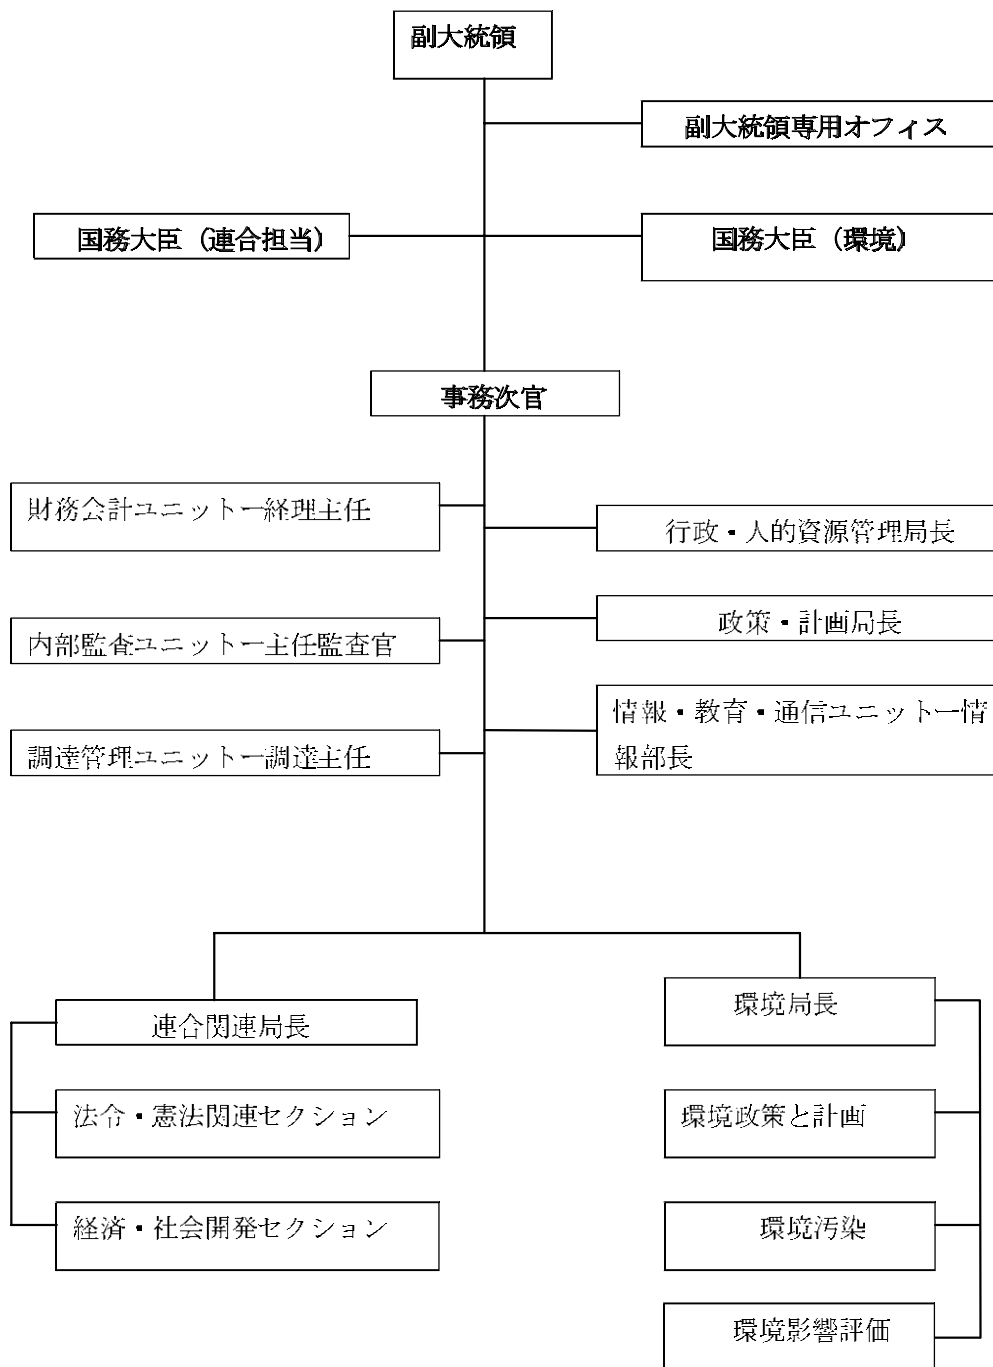 副大統領
副大統領専用オフィス
国務大臣（連合担当）
国務大臣（環境）
事務次官
財務会計ユニットー経理主任
行政・人的資源管理局長
政策・計画局長
内部監査ユニットー主任監査官
情報・教育・通信ユニットー情
報部長
調達管理ユニットー調達主任
連合関連局長
環境局長
法令・憲法関連セクション
環境政策と計画
経済・社会開発セクション
環境汚染
環境影響評価